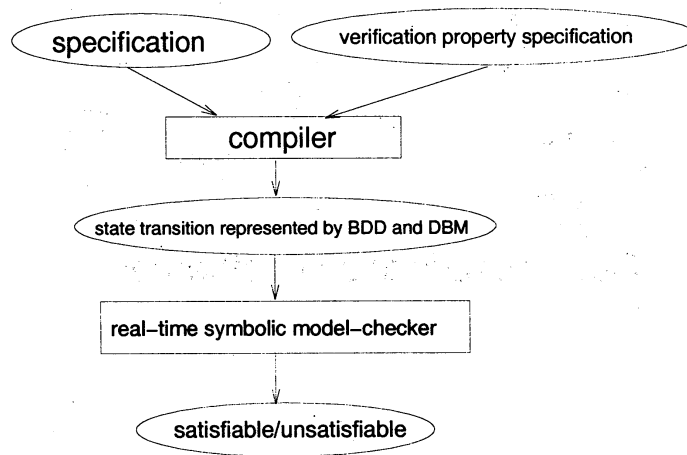 specification
verification property specification
compiler
state transition represented by BDD and DBM
real-time symbolic model-checker
satisfiable/unsatisfiable